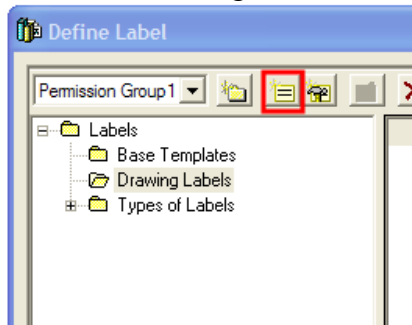 Define Label
Permission Group1
Labels
Base Templates
Drawing Labels
Types of Labels